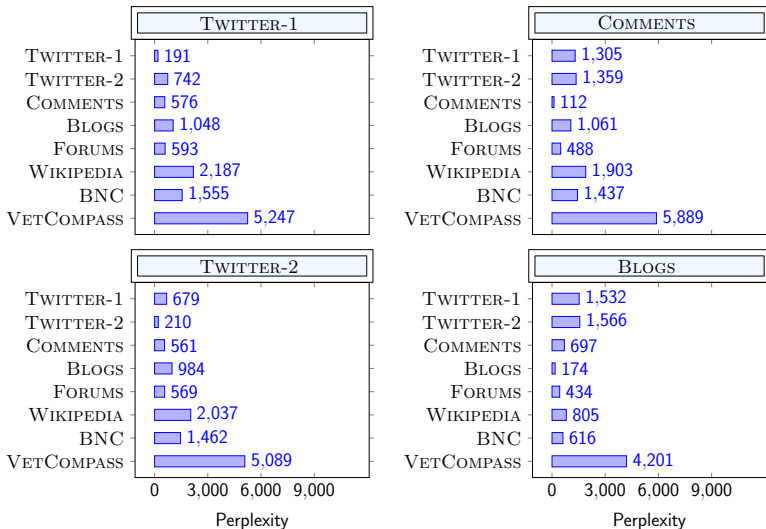 TWITTER-1
TWITTER-1 191
TWITTER-2 742
COMMENTS 576
BLOGS 1,048
FORUMS 593
WIKIPEDIA 2,187
BNC 1,555
VETCOMPASS 5,247
COMMENTS
TWITTER-1 1,305
TWITTER-2 1,359
COMMENTS 112
BLOGS 1,061
FORUMS 488
WIKIPEDIA 1,903
BNC 1,437
VETCOMPASS 5,889
TWITTER-2
TWITTER-1 679
TWITTER-2 210
COMMENTS 561
BLOGS 984
FORUMS 569
WIKIPEDIA 2,037
BNC 1,462
VETCOMPASS 5,089
0 3,000 6,000 9,000
Perplexity
BLOGS
TWITTER-1 1,532
TWITTER-2 1,566
COMMENTS 697
BLOGS 174
FORUMS 434
WIKIPEDIA 805
BNC 616
VETCOMPASS 4,201
0 3,000 6,000 9,000
Perplexity